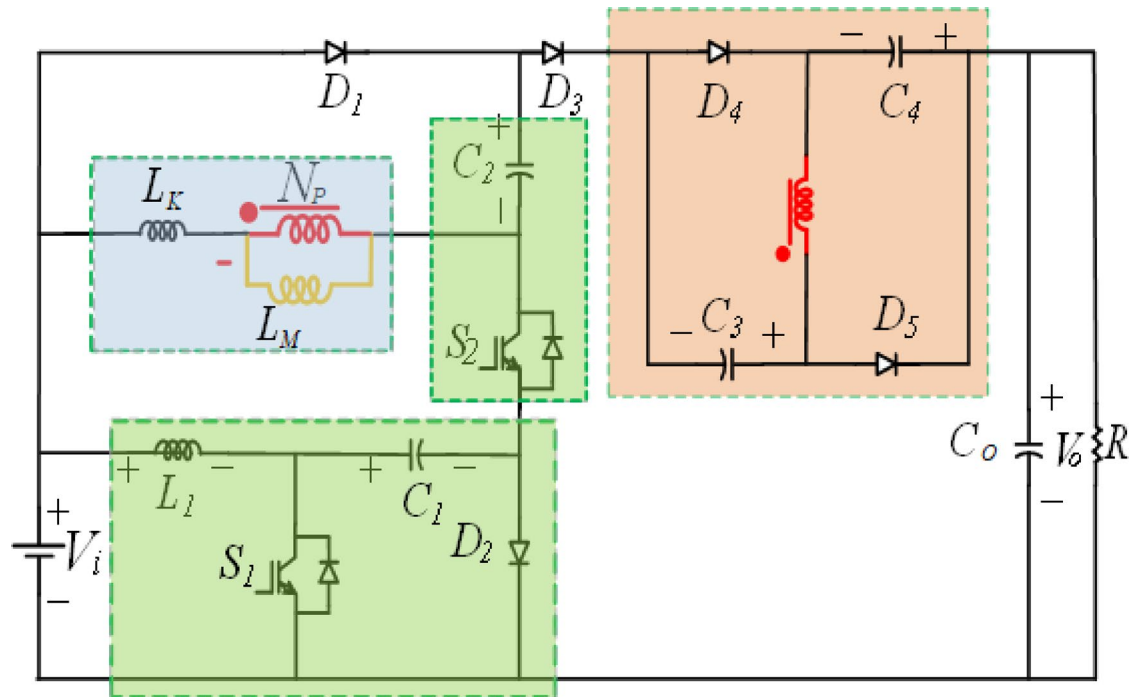 D1
D3
D4
C4
- +
+
C2
-
LK
NP
-
LM
S2
- C3 +
D5
+
Co
Vo
R
-
+ L1 -
+ C1 -
D2
S1
+
Vi
-